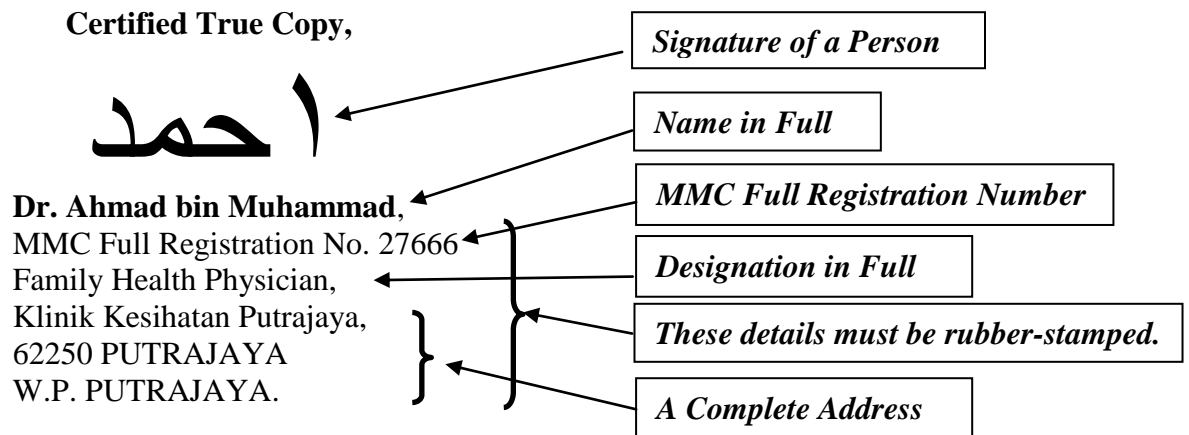 Certified True Copy,
احمد
Dr. Ahmad bin Muhammad,
MMC Full Registration No. 27666
Family Health Physician,
Klinik Kesihatan Putrajaya,
62250 PUTRAJAYA
W.P. PUTRAJAYA.
Signature of a Person
Name in Full
MMC Full Registration Number
Designation in Full
These details must be rubber-stamped.
A Complete Address